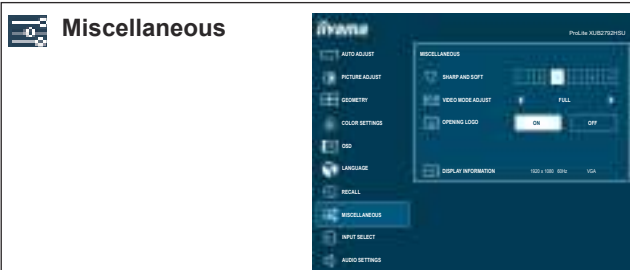 Miscellaneous
iiyama
ProLite XUB2792HSU
AUTO ADJUST
PICTURE ADJUST
GEOMETRY
COLOR SETTINGS
OSD
LANGUAGE
RECALL
MISCELLANEOUS
INPUT SELECT
AUDIO SETTINGS
MISCELLANEOUS
SHARP AND SOFT
VIDEO MODE ADJUST FULL
OPENING LOGO ON OFF
DISPLAY INFORMATION 1920 x 1080 60Hz VGA